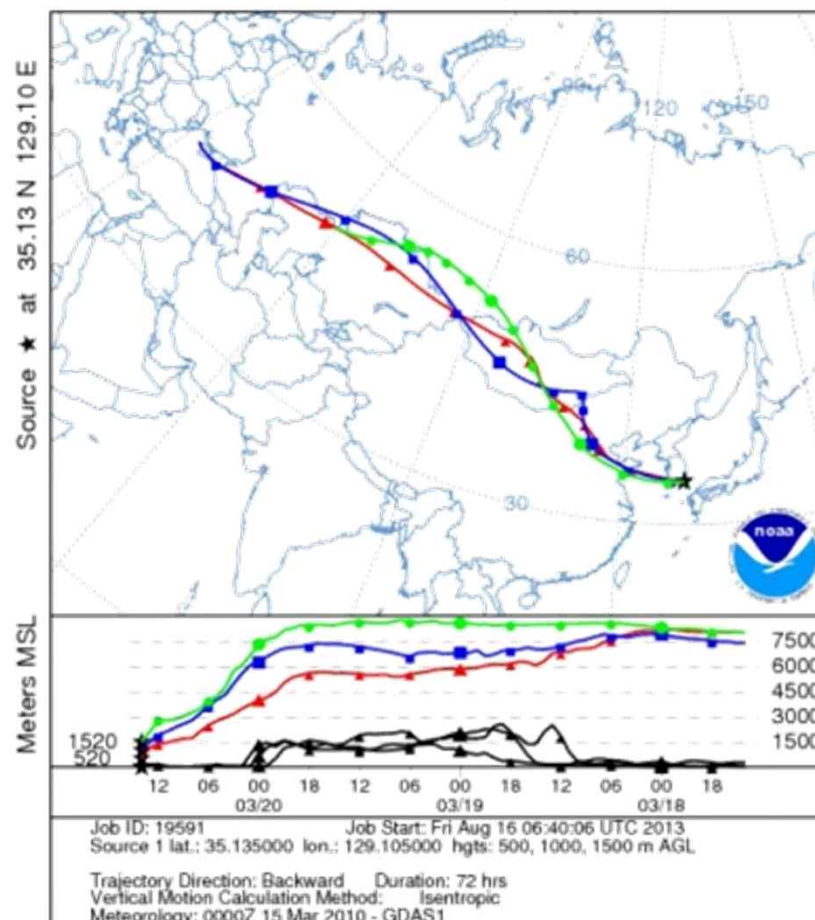 Source ★ at 35.13 N 129.10 E
120
150
60
30
noaa
Meters MSL
7500
6000
4500
3000
1500
1520
520
12 06 00 18 12 06 00 18 12 06 00 18
03/20 03/19 03/18
Job ID: 19591 Job Start: Fri Aug 16 06:40:06 UTC 2013
Source 1 lat.: 35.135000 lon.: 129.105000 hgts: 500, 1000, 1500 m AGL
Trajectory Direction: Backward Duration: 72 hrs
Vertical Motion Calculation Method: Isentropic
Meteorology: 0000Z 15 Mar 2010 - GDAS1